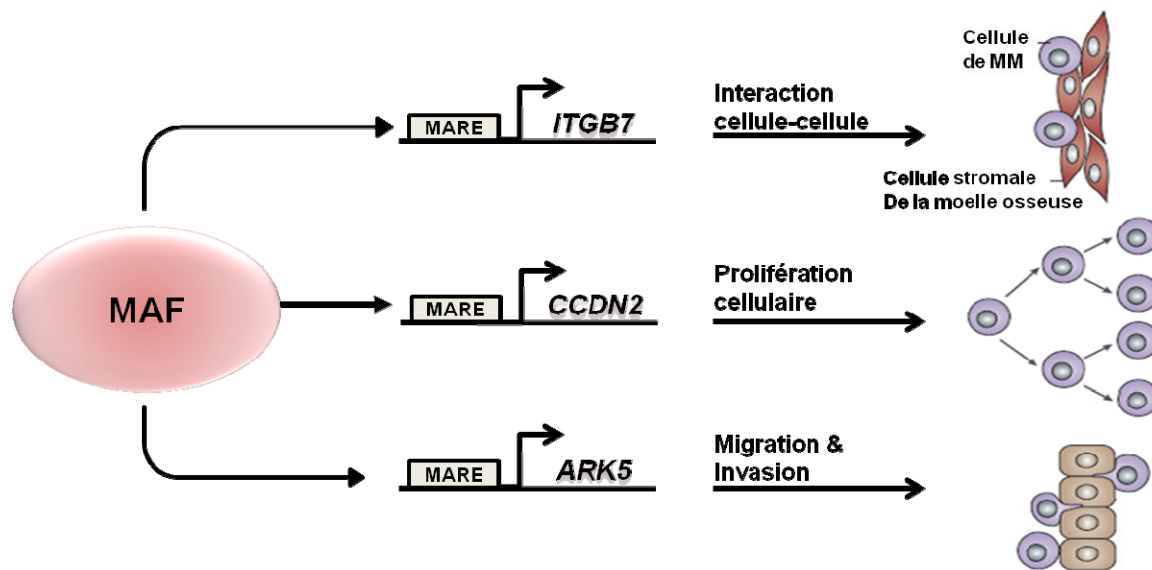 Cellule
de MM
Interaction
cellule-cellule
MARE
ITGB7
Cellule stromale
De la moelle osseuse
MAF
Prolifération
cellulaire
MARE
CCDN2
Migration &
Invasion
MARE
ARK5